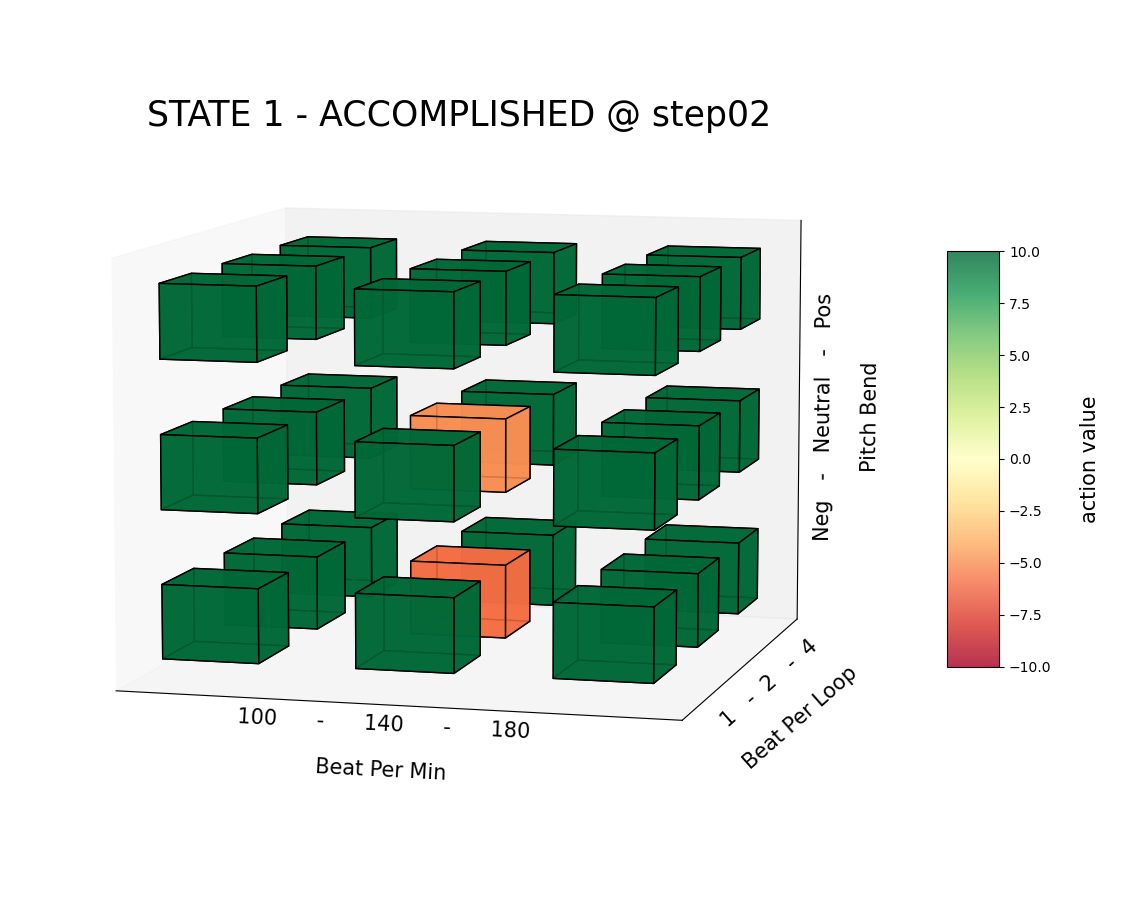 STATE 1 - ACCOMPLISHED @ step02
Neg - Neutral - Pos
Pitch Bend
100 - 140 - 180
Beat Per Min
1 - 2 - 4
Beat Per Loop
10.0
7.5
5.0
2.5
0.0
−2.5
−5.0
−7.5
−10.0
action value